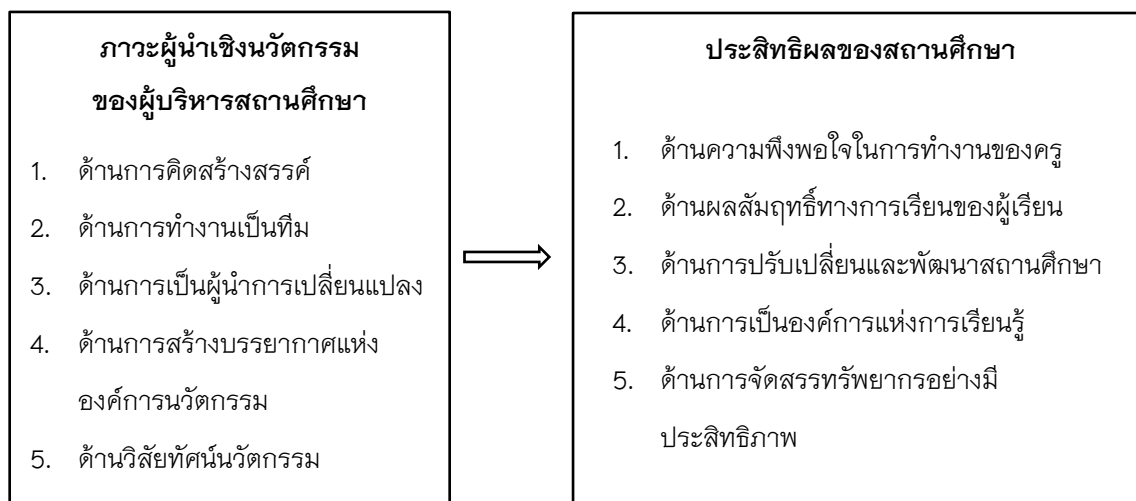 ภาวะผู้นำเชิงนวัตกรรม
ของผู้บริหารสถานศึกษา
1. ด้านการคิดสร้างสรรค์
2. ด้านการทำงานเป็นทีม
3. ด้านการเป็นผู้นำการเปลี่ยนแปลง
4. ด้านการสร้างบรรยากาศแห่ง
องค์การนวัตกรรม
5. ด้านวิสัยทัศน์นวัตกรรม
ประสิทธิผลของสถานศึกษา
1. ด้านความพึงพอใจในการทำงานของครู
2. ด้านผลสัมฤทธิ์ทางการเรียนของผู้เรียน
3. ด้านการปรับเปลี่ยนและพัฒนาสถานศึกษา
4. ด้านการเป็นองค์การแห่งการเรียนรู้
5. ด้านการจัดสรรทรัพยากรอย่างมี
ประสิทธิภาพ